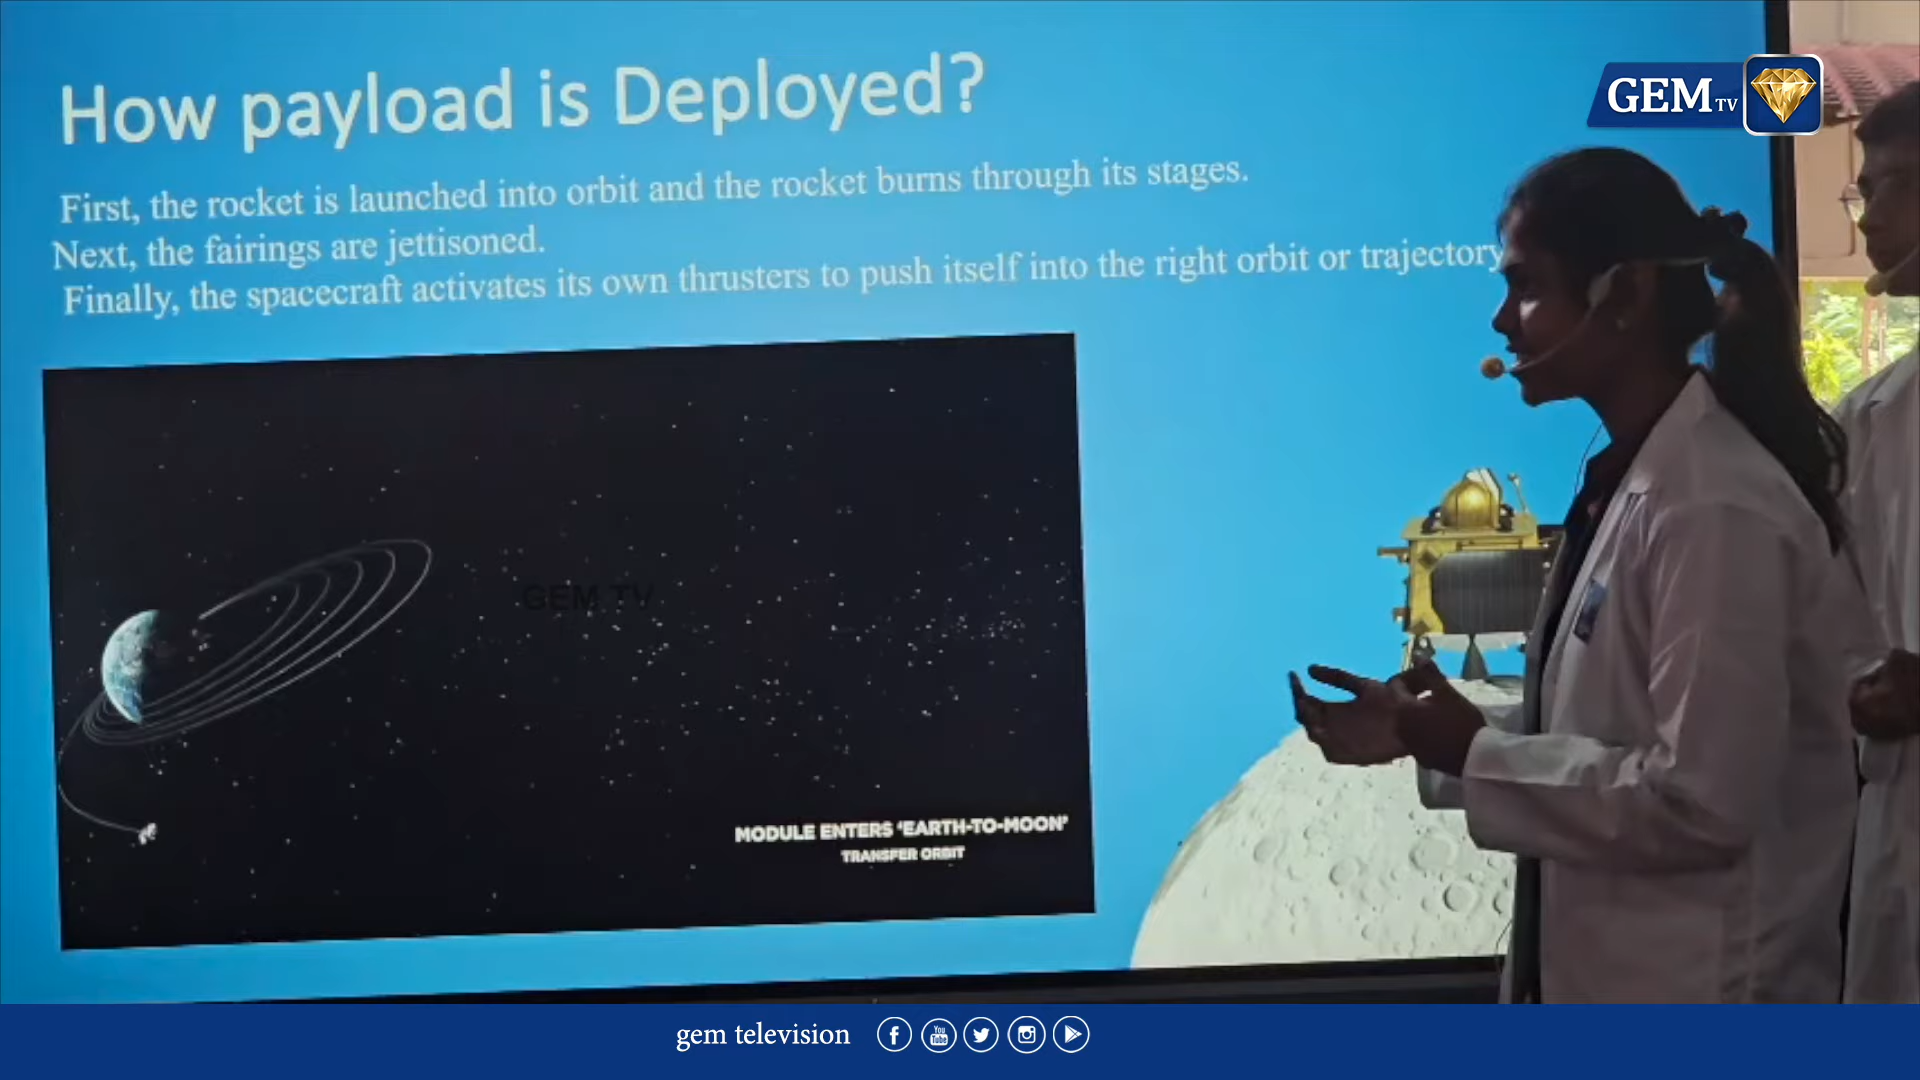 How payload is Deployed?
GEM TV
First, the rocket is launched into orbit and the rocket burns through its stages.
Next, the fairings are jettisoned.
Finally, the spacecraft activates its own thrusters to push itself into the right orbit or trajectory
GEM TV
MODULE ENTERS 'EARTH-TO-MOON'
TRANSFER ORBIT
gem television
You
Tube